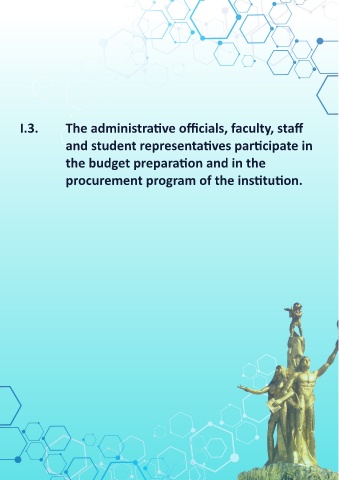 I.3. The administrative officials, faculty, staff
and student representatives participate in
the budget preparation and in the
procurement program of the institution.